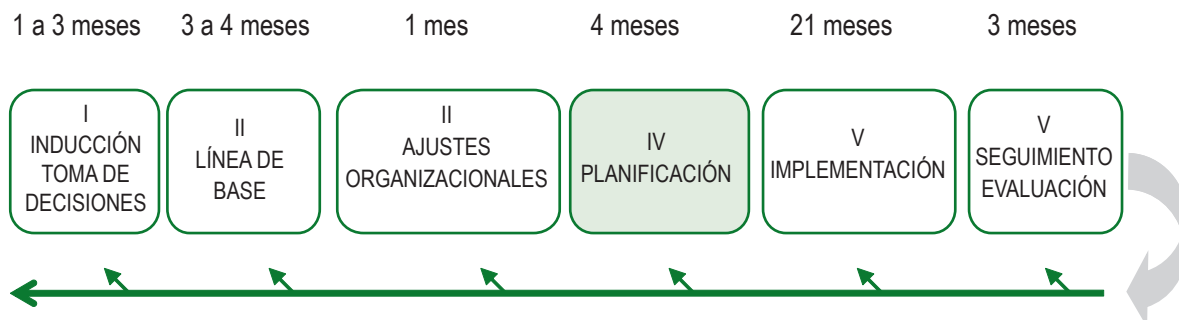 1 a 3 meses
3 a 4 meses
1 mes
4 meses
21 meses
3 meses
I
INDUCCIÓN
TOMA DE
DECISIONES
II
LÍNEA DE
BASE
II
AJUSTES
ORGANIZACIONALES
IV
PLANIFICACIÓN
V
IMPLEMENTACIÓN
V
SEGUIMIENTO
EVALUACIÓN